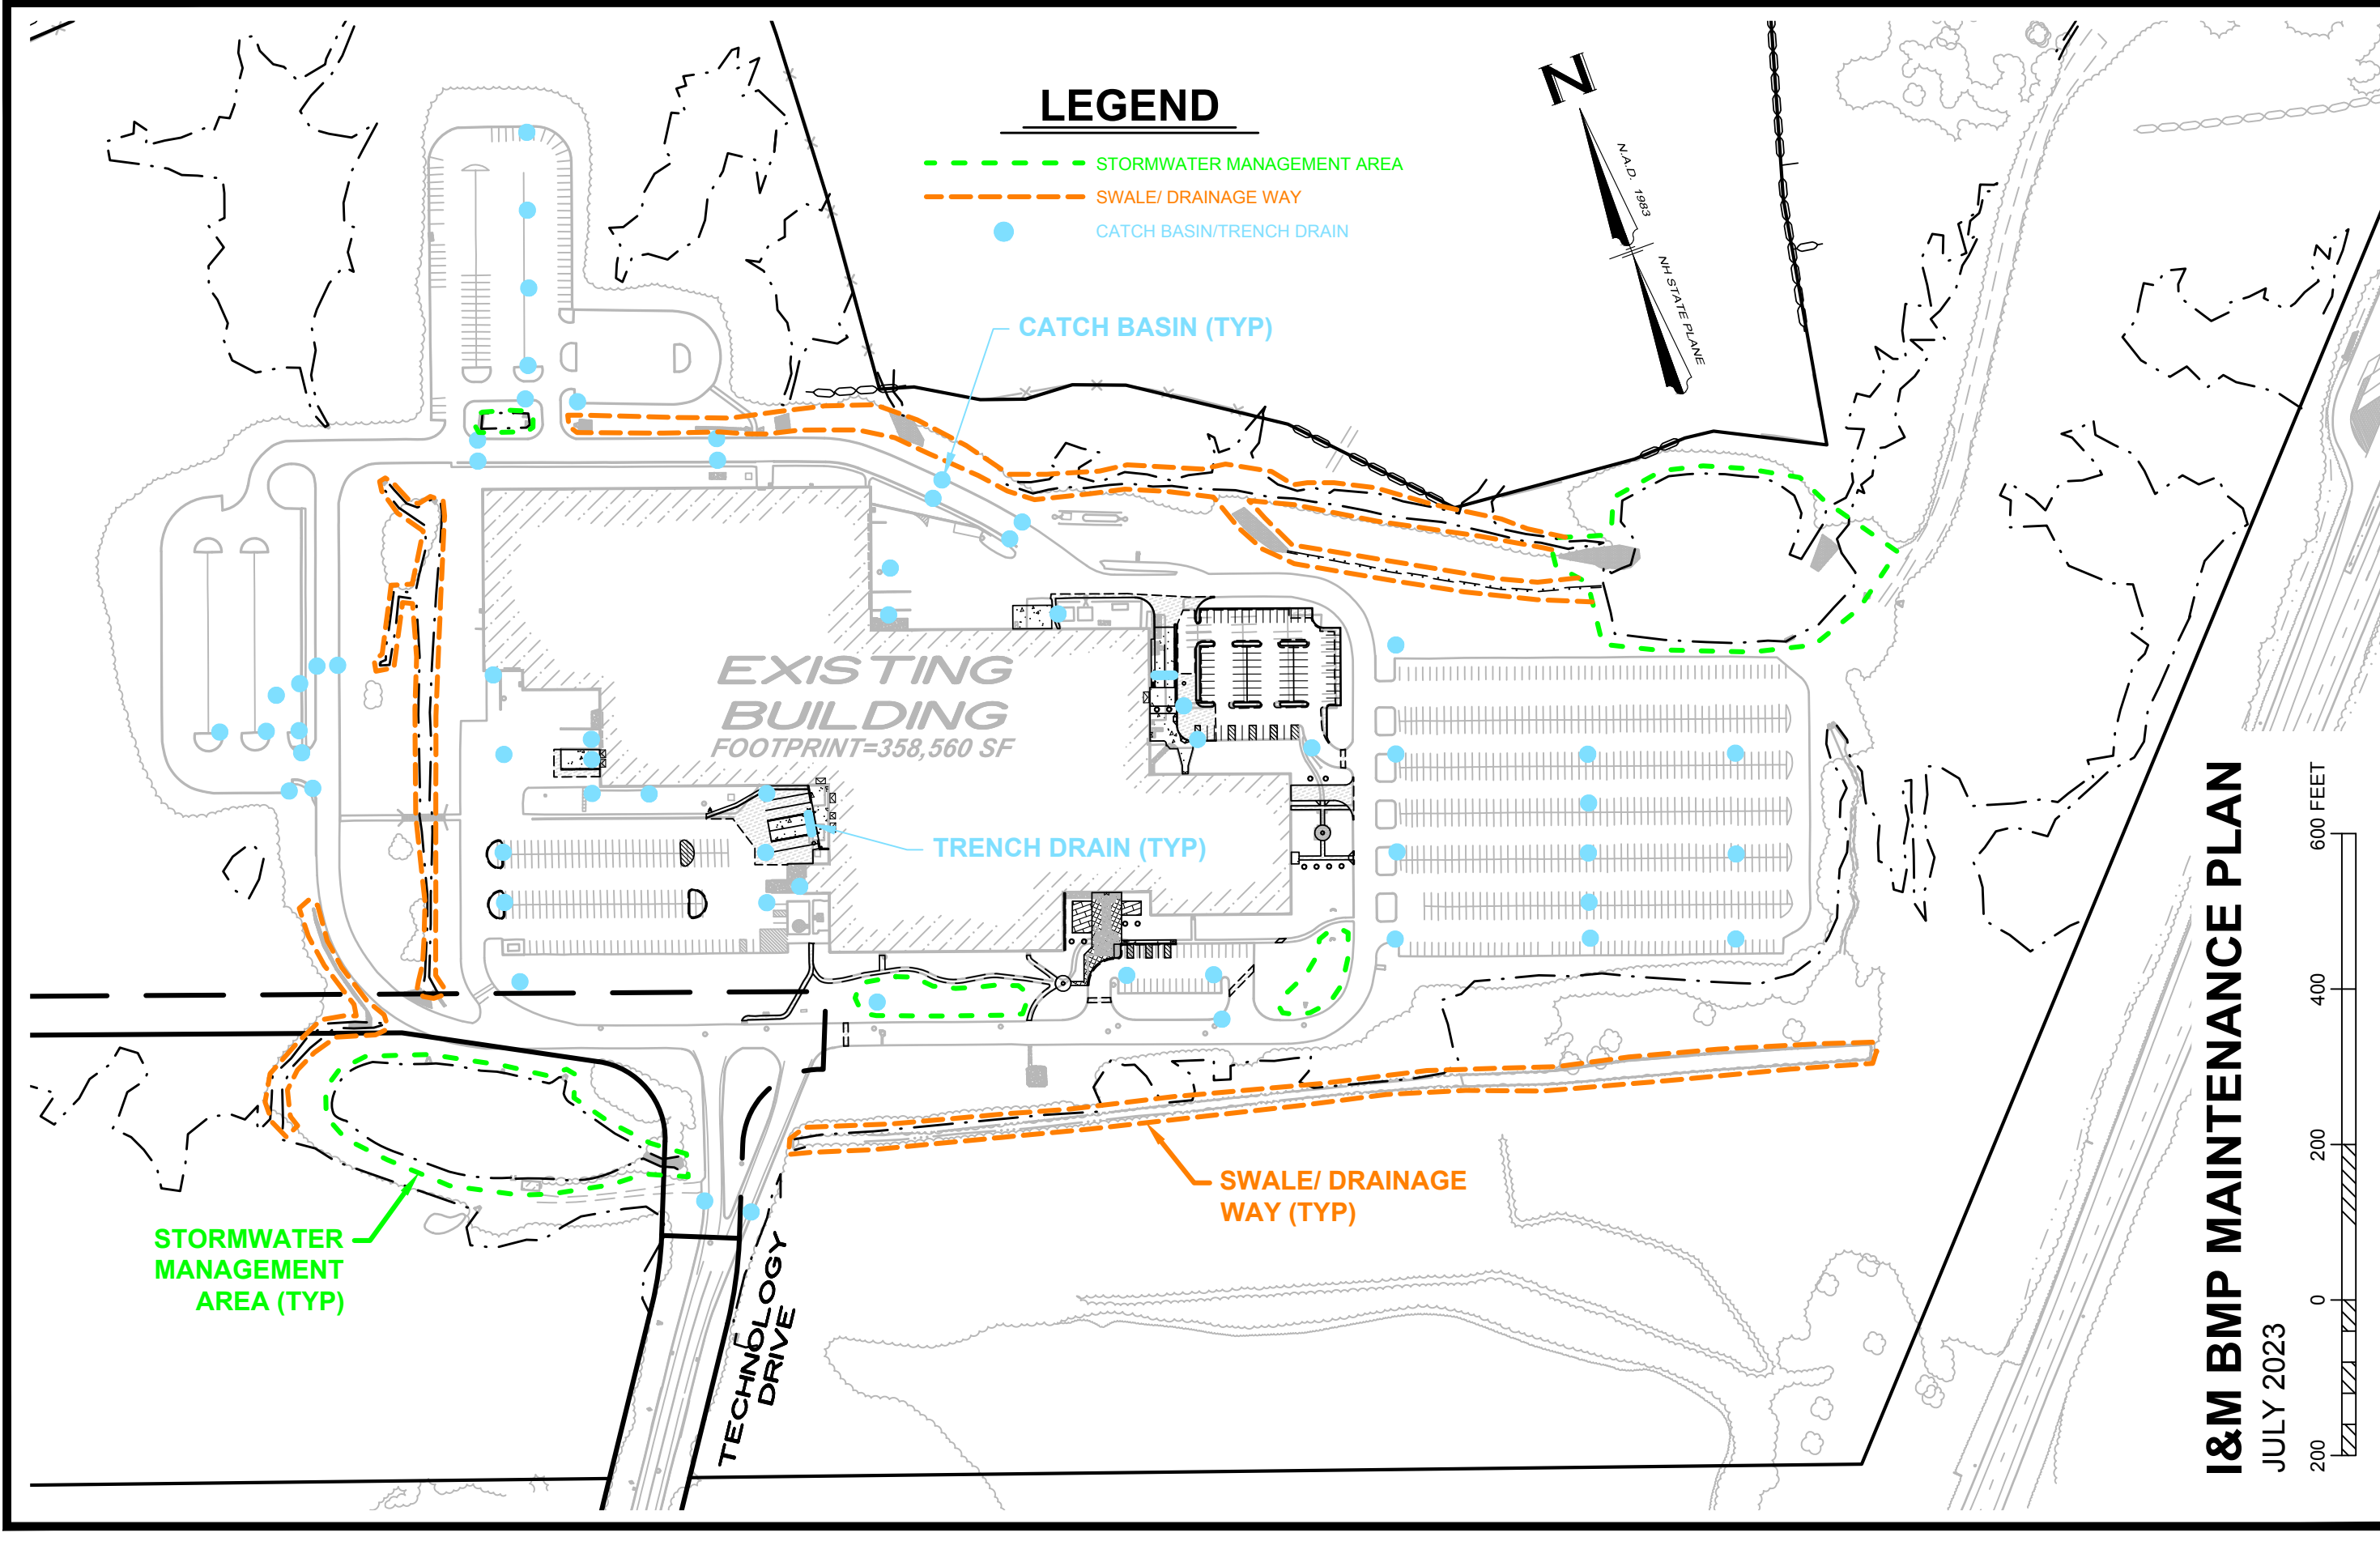 LEGEND
STORMWATER MANAGEMENT AREA
SWALE/ DRAINAGE WAY
CATCH BASIN/TRENCH DRAIN
N
N.A.D. 1983
NH STATE PLANE
CATCH BASIN (TYP)
EXISTING
BUILDING
FOOTPRINT=358,560 SF
TRENCH DRAIN (TYP)
SWALE/ DRAINAGE
WAY (TYP)
STORMWATER
MANAGEMENT
AREA (TYP)
TECHNOLOGY
DRIVE
I&M BMP MAINTENANCE PLAN
JULY 2023
200
0
200
400
600 FEET